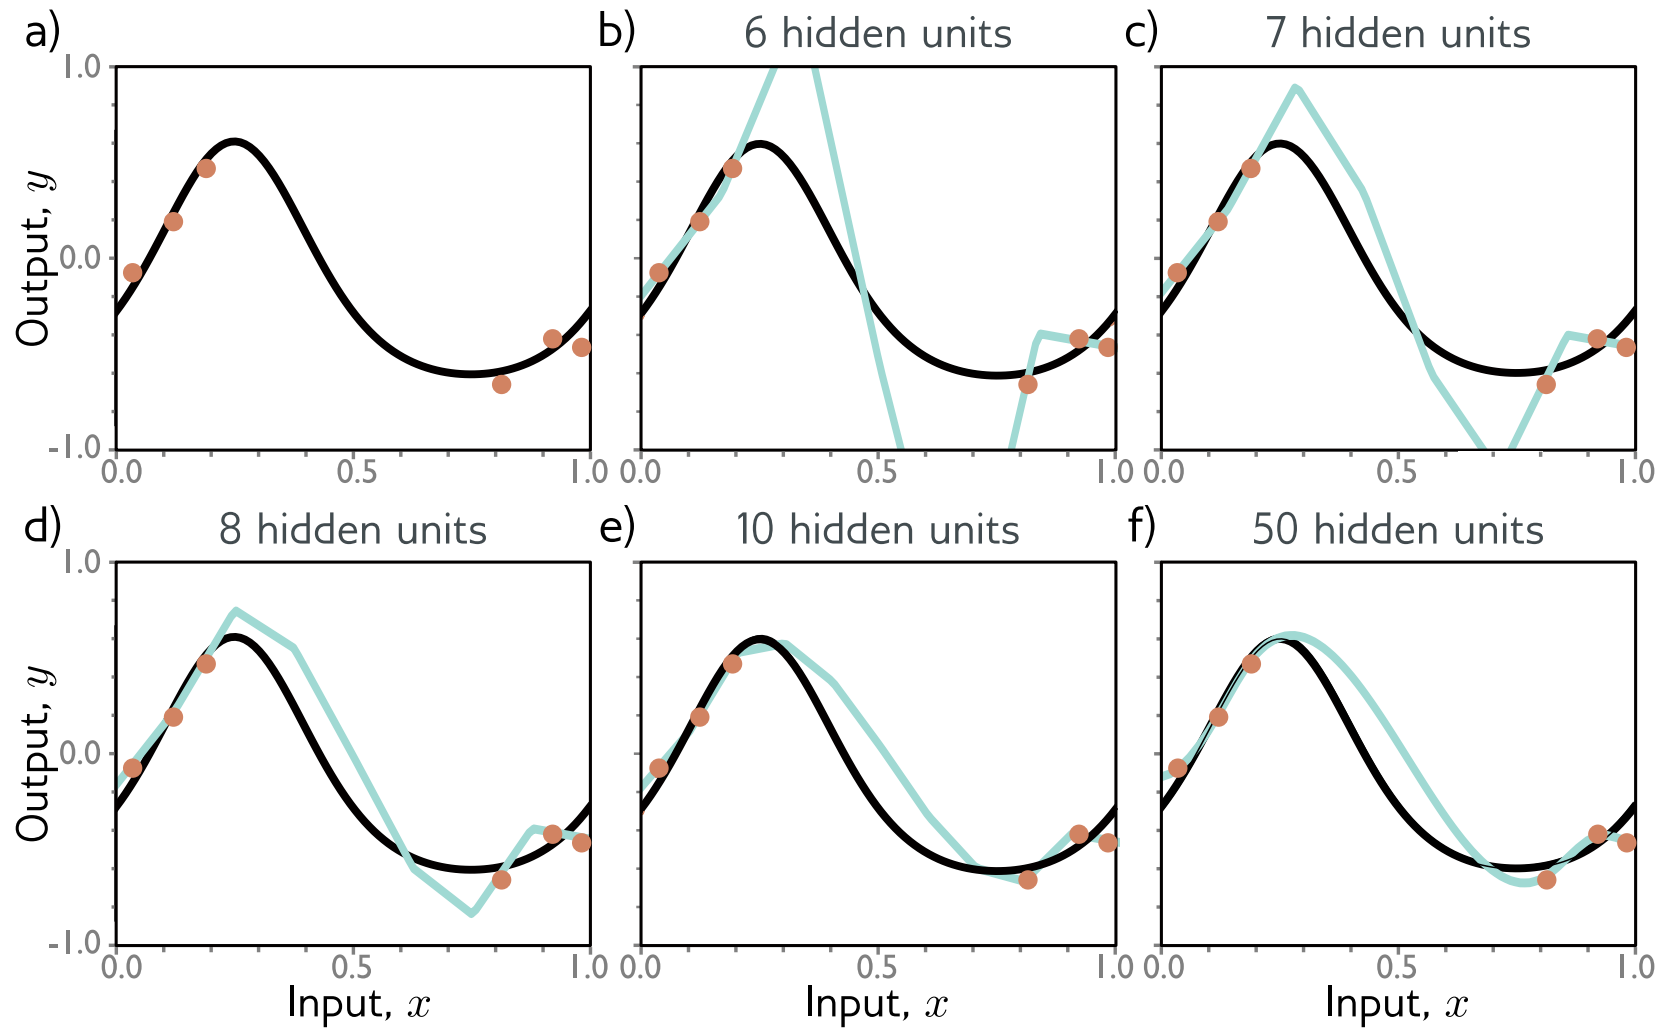 a)
b) 6 hidden units
c) 7 hidden units
1.0
0.0
-1.0
Output, y
0.0 0.5 1.0
0.0 0.5 1.0
0.0 0.5 1.0
d) 8 hidden units
e) 10 hidden units
f) 50 hidden units
1.0
0.0
-1.0
Output, y
0.0 0.5 1.0
0.0 0.5 1.0
0.0 0.5 1.0
Input, x
Input, x
Input, x